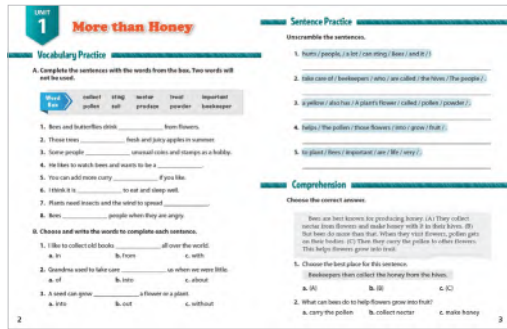 UNIT
1
More than Honey
Vocabulary Practice
A. Complete the sentences with the words from the box. Two words will
not be used.
Word
Box
collect sting nectar treat important
pollen eat produce powder beekeeper
1. Bees and butterflies drink ____________ from flowers.
2. These trees ____________ fresh and juicy apples in summer.
3. Some people ____________ unusual coins and stamps as a hobby.
4. He likes to watch bees and wants to be a ____________.
5. You can add more curry ____________ if you like.
6. I think it is ____________ to eat and sleep well.
7. Plants need insects and the wind to spread ____________.
8. Bees ____________ people when they are angry.
B. Choose and write the words to complete each sentence.
1. I like to collect old books ____________ all over the world.
a. in b. from c. with
2. Grandma used to take care ____________ us when we were little.
a. of b. into c. about
3. A seed can grow ____________ a flower or a plant.
a. into b. out c. without
2
Sentence Practice
Unscramble the sentences.
1. hurts / people, / a lot / can sting / Bees / and it / !
2. take care of / beekeepers / who / are called / the hives. / The people / .
3. a yellow / also has / A plant's flower / called / pollen / powder / .
4. helps / The pollen / those flowers / into / grow / fruit / .
5. to plant / Bees / important / are / life / very / .
Comprehension
Choose the correct answer.
Bees are best known for producing honey. (A) They collect
nectar from flowers and make honey with it in their hives. (B)
But bees do more than that. When they visit flowers, pollen gets
on their bodies. (C) Then they carry the pollen to other flowers.
This helps flowers grow into fruit.
1. Choose the best place for this sentence.
Beekeepers then collect the honey from the hives.
a. (A) b. (B) c. (C)
2. What can bees do to help flowers grow into fruit?
a. carry the pollen b. collect nectar c. make honey
3